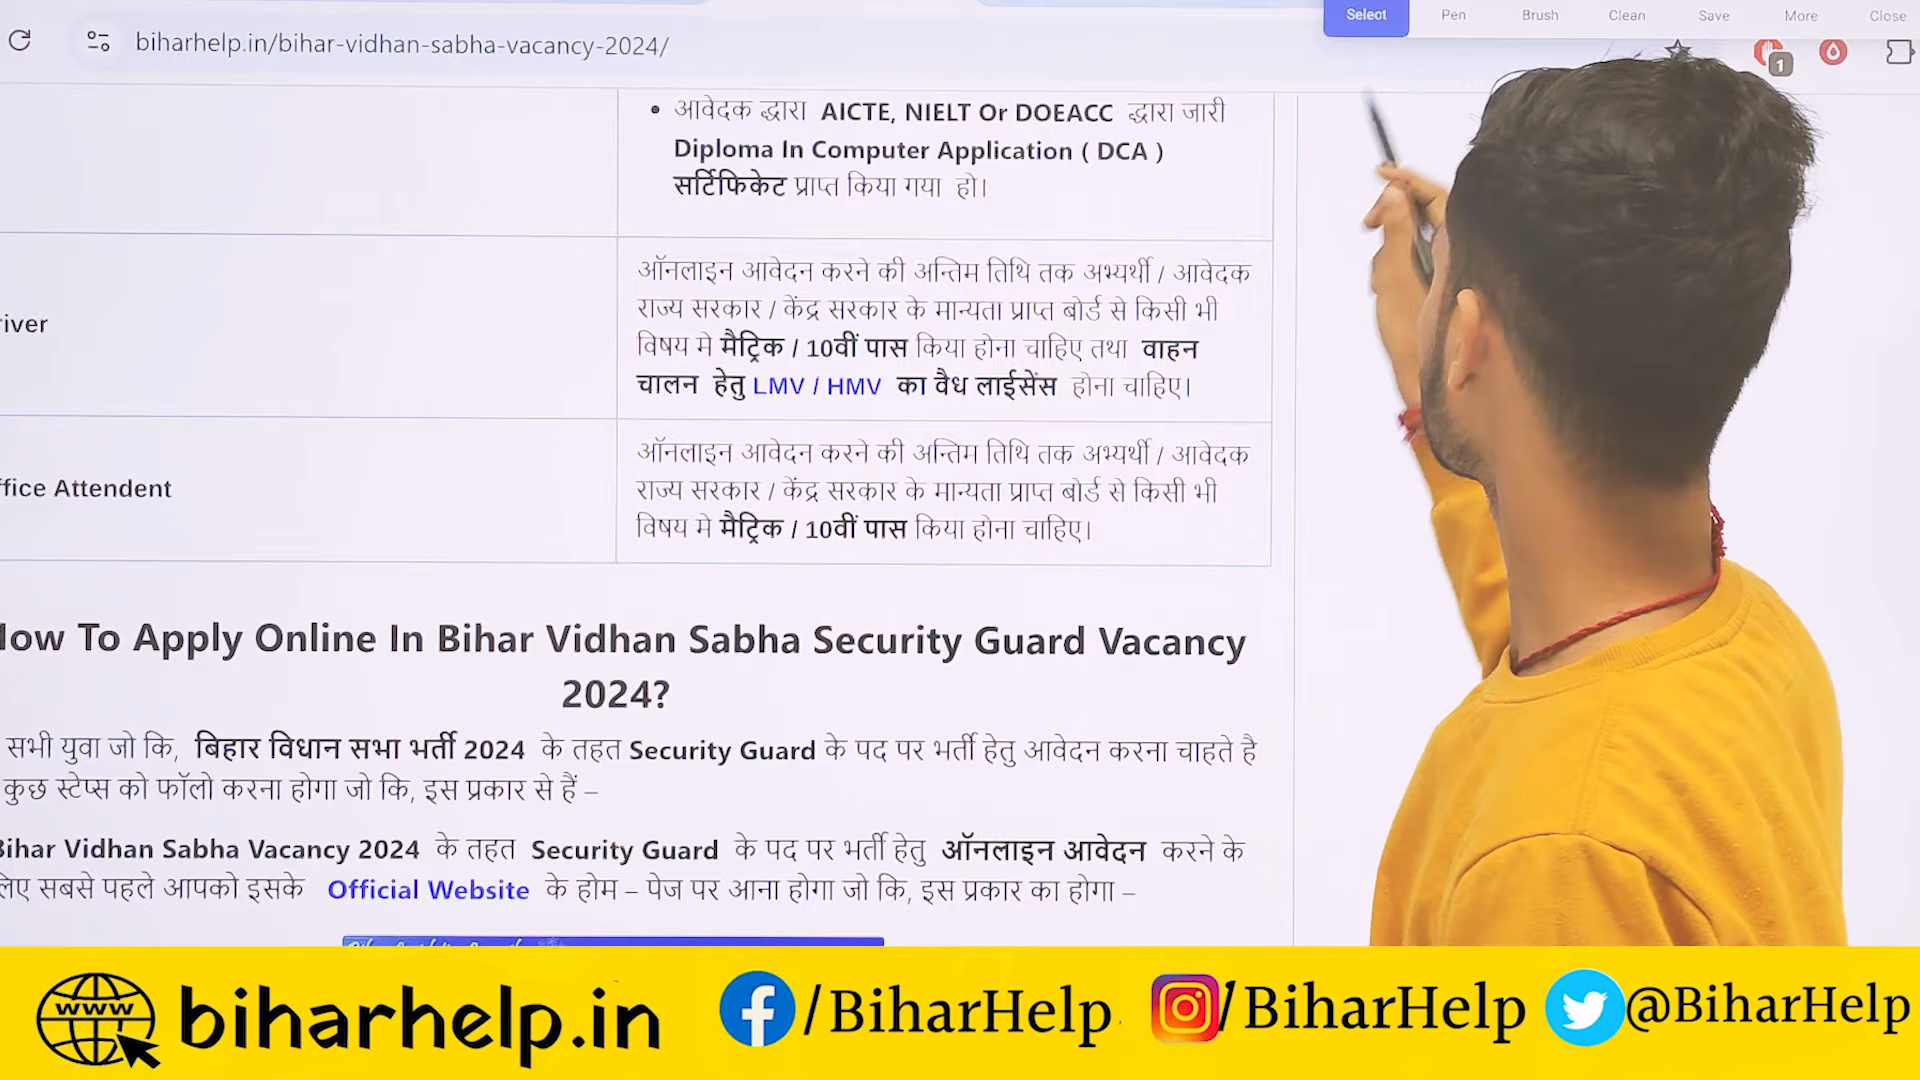 Select Pen Brush Clean Save More Close
biharhelp.in/bihar-vidhan-sabha-vacancy-2024/
1
• आवेदक द्धारा AICTE, NIELT Or DOEACC द्धारा जारी
Diploma In Computer Application ( DCA )
सर्टिफिकेट प्राप्त किया गया हो।
river
ऑनलाइन आवेदन करने की अन्तिम तिथि तक अभ्यर्थी / आवेदक
राज्य सरकार / केंद्र सरकार के मान्यता प्राप्त बोर्ड से किसी भी
विषय मे मैट्रिक / 10वीं पास किया होना चाहिए तथा वाहन
चालन हेतु LMV / HMV का वैध लाईसेंस होना चाहिए।
ffice Attendent
ऑनलाइन आवेदन करने की अन्तिम तिथि तक अभ्यर्थी / आवेदक
राज्य सरकार / केंद्र सरकार के मान्यता प्राप्त बोर्ड से किसी भी
विषय मे मैट्रिक / 10वीं पास किया होना चाहिए।
How To Apply Online In Bihar Vidhan Sabha Security Guard Vacancy
2024?
सभी युवा जो कि, बिहार विधान सभा भर्ती 2024 के तहत Security Guard के पद पर भर्ती हेतु आवेदन करना चाहते है
कुछ स्टेप्स को फॉलो करना होगा जो कि, इस प्रकार से हैं –
Bihar Vidhan Sabha Vacancy 2024 के तहत Security Guard के पद पर भर्ती हेतु ऑनलाइन आवेदन करने के
लिए सबसे पहले आपको इसके Official Website के होम – पेज पर आना होगा जो कि, इस प्रकार का होगा –
www biharhelp.in /BiharHelp /BiharHelp @BiharHelp